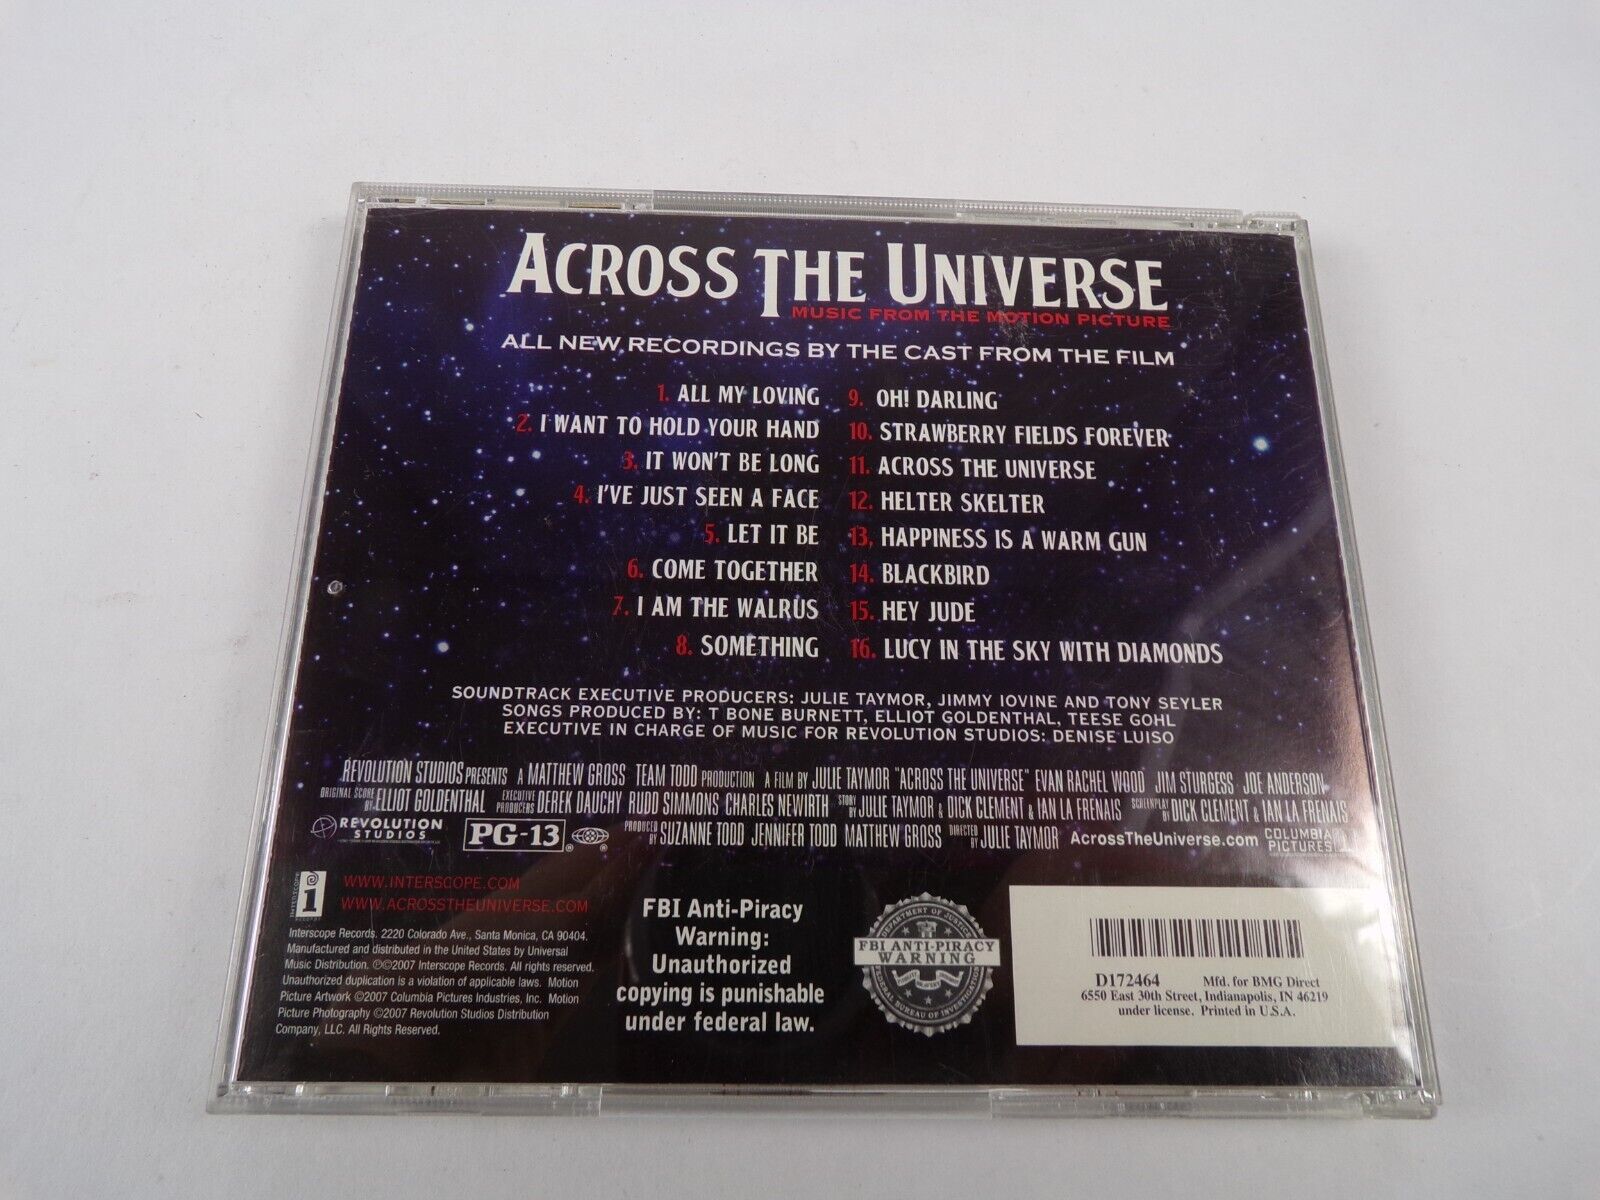 ACROSS THE UNIVERSE
MUSIC FROM THE MOTION PICTURE
ALL NEW RECORDINGS BY THE CAST FROM THE FILM
1. ALL MY LOVING
2. I WANT TO HOLD YOUR HAND
3. IT WON'T BE LONG
4. I'VE JUST SEEN A FACE
5. LET IT BE
6. COME TOGETHER
7. I AM THE WALRUS
8. SOMETHING
9. OH! DARLING
10. STRAWBERRY FIELDS FOREVER
11. ACROSS THE UNIVERSE
12. HELTER SKELTER
13. HAPPINESS IS A WARM GUN
14. BLACKBIRD
15. HEY JUDE
16. LUCY IN THE SKY WITH DIAMONDS
SOUNDTRACK EXECUTIVE PRODUCERS: JULIE TAYMOR, JIMMY IOVINE AND TONY SEYLER
SONGS PRODUCED BY: T BONE BURNETT, ELLIOT GOLDENTHAL, TEESE GOHL
EXECUTIVE IN CHARGE OF MUSIC FOR REVOLUTION STUDIOS: DENISE LUISO
REVOLUTION STUDIOS PRESENTS A MATTHEW GROSS TEAM TODD PRODUCTION A FILM BY JULIE TAYMOR "ACROSS THE UNIVERSE" EVAN RACHEL WOOD JIM STURGESS JOE ANDERSON
ORIGINAL SCORE BY ELLIOT GOLDENTHAL EXECUTIVE PRODUCERS DEREK DAUCHY RUDD SIMMONS CHARLES NEWIRTH STORY BY JULIE TAYMOR & DICK CLEMENT & IAN LA FRENAIS SCREENPLAY BY DICK CLEMENT & IAN LA FRENAIS
REVOLUTION STUDIOS PG-13 ® PRODUCED BY SUZANNE TODD JENNIFER TODD MATTHEW GROSS DIRECTED BY JULIE TAYMOR AcrossTheUniverse.com COLUMBIA PICTURES
INTERSCOPE RECORDS
WWW.INTERSCOPE.COM
WWW.ACROSSTHEUNIVERSE.COM
Interscope Records. 2220 Colorado Ave., Santa Monica, CA 90404.
Manufactured and distributed in the United States by Universal
Music Distribution. ℗©2007 Interscope Records. All rights reserved.
Unauthorized duplication is a violation of applicable laws. Motion
Picture Artwork ©2007 Columbia Pictures Industries, Inc. Motion
Picture Photography ©2007 Revolution Studios Distribution
Company, LLC. All Rights Reserved.
FBI Anti-Piracy
Warning:
Unauthorized
copying is punishable
under federal law.
DEPARTMENT OF JUSTICE
FBI ANTI-PIRACY
WARNING
FIDELITY BRAVERY INTEGRITY
FEDERAL BUREAU OF INVESTIGATION
D172464 Mfd. for BMG Direct
6550 East 30th Street, Indianapolis, IN 46219
under license. Printed in U.S.A.